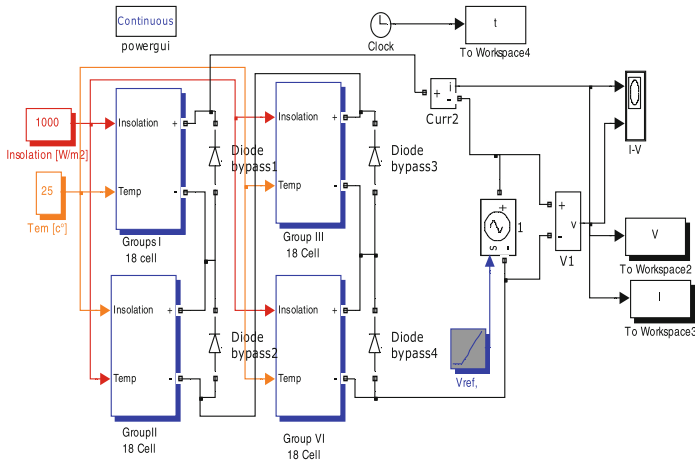 Continuous
powergui
Clock
t
To Workspace4
1000
Insolation [W/m2]
25
Tem [c°]
Insolation
+
Temp
-
Groups I
18 cell
Diode
bypass1
Insolation
+
Temp
-
Group III
18 Cell
Diode
bypass3
+
i
-
Curr2
I-V
+
S
-
1
+
v
-
V1
V
To Workspace2
I
To Workspace3
Insolation
+
Temp
-
GroupII
18 Cell
Diode
bypass2
Insolation
+
Temp
-
Group VI
18 Cell
Diode
bypass4
Vref,